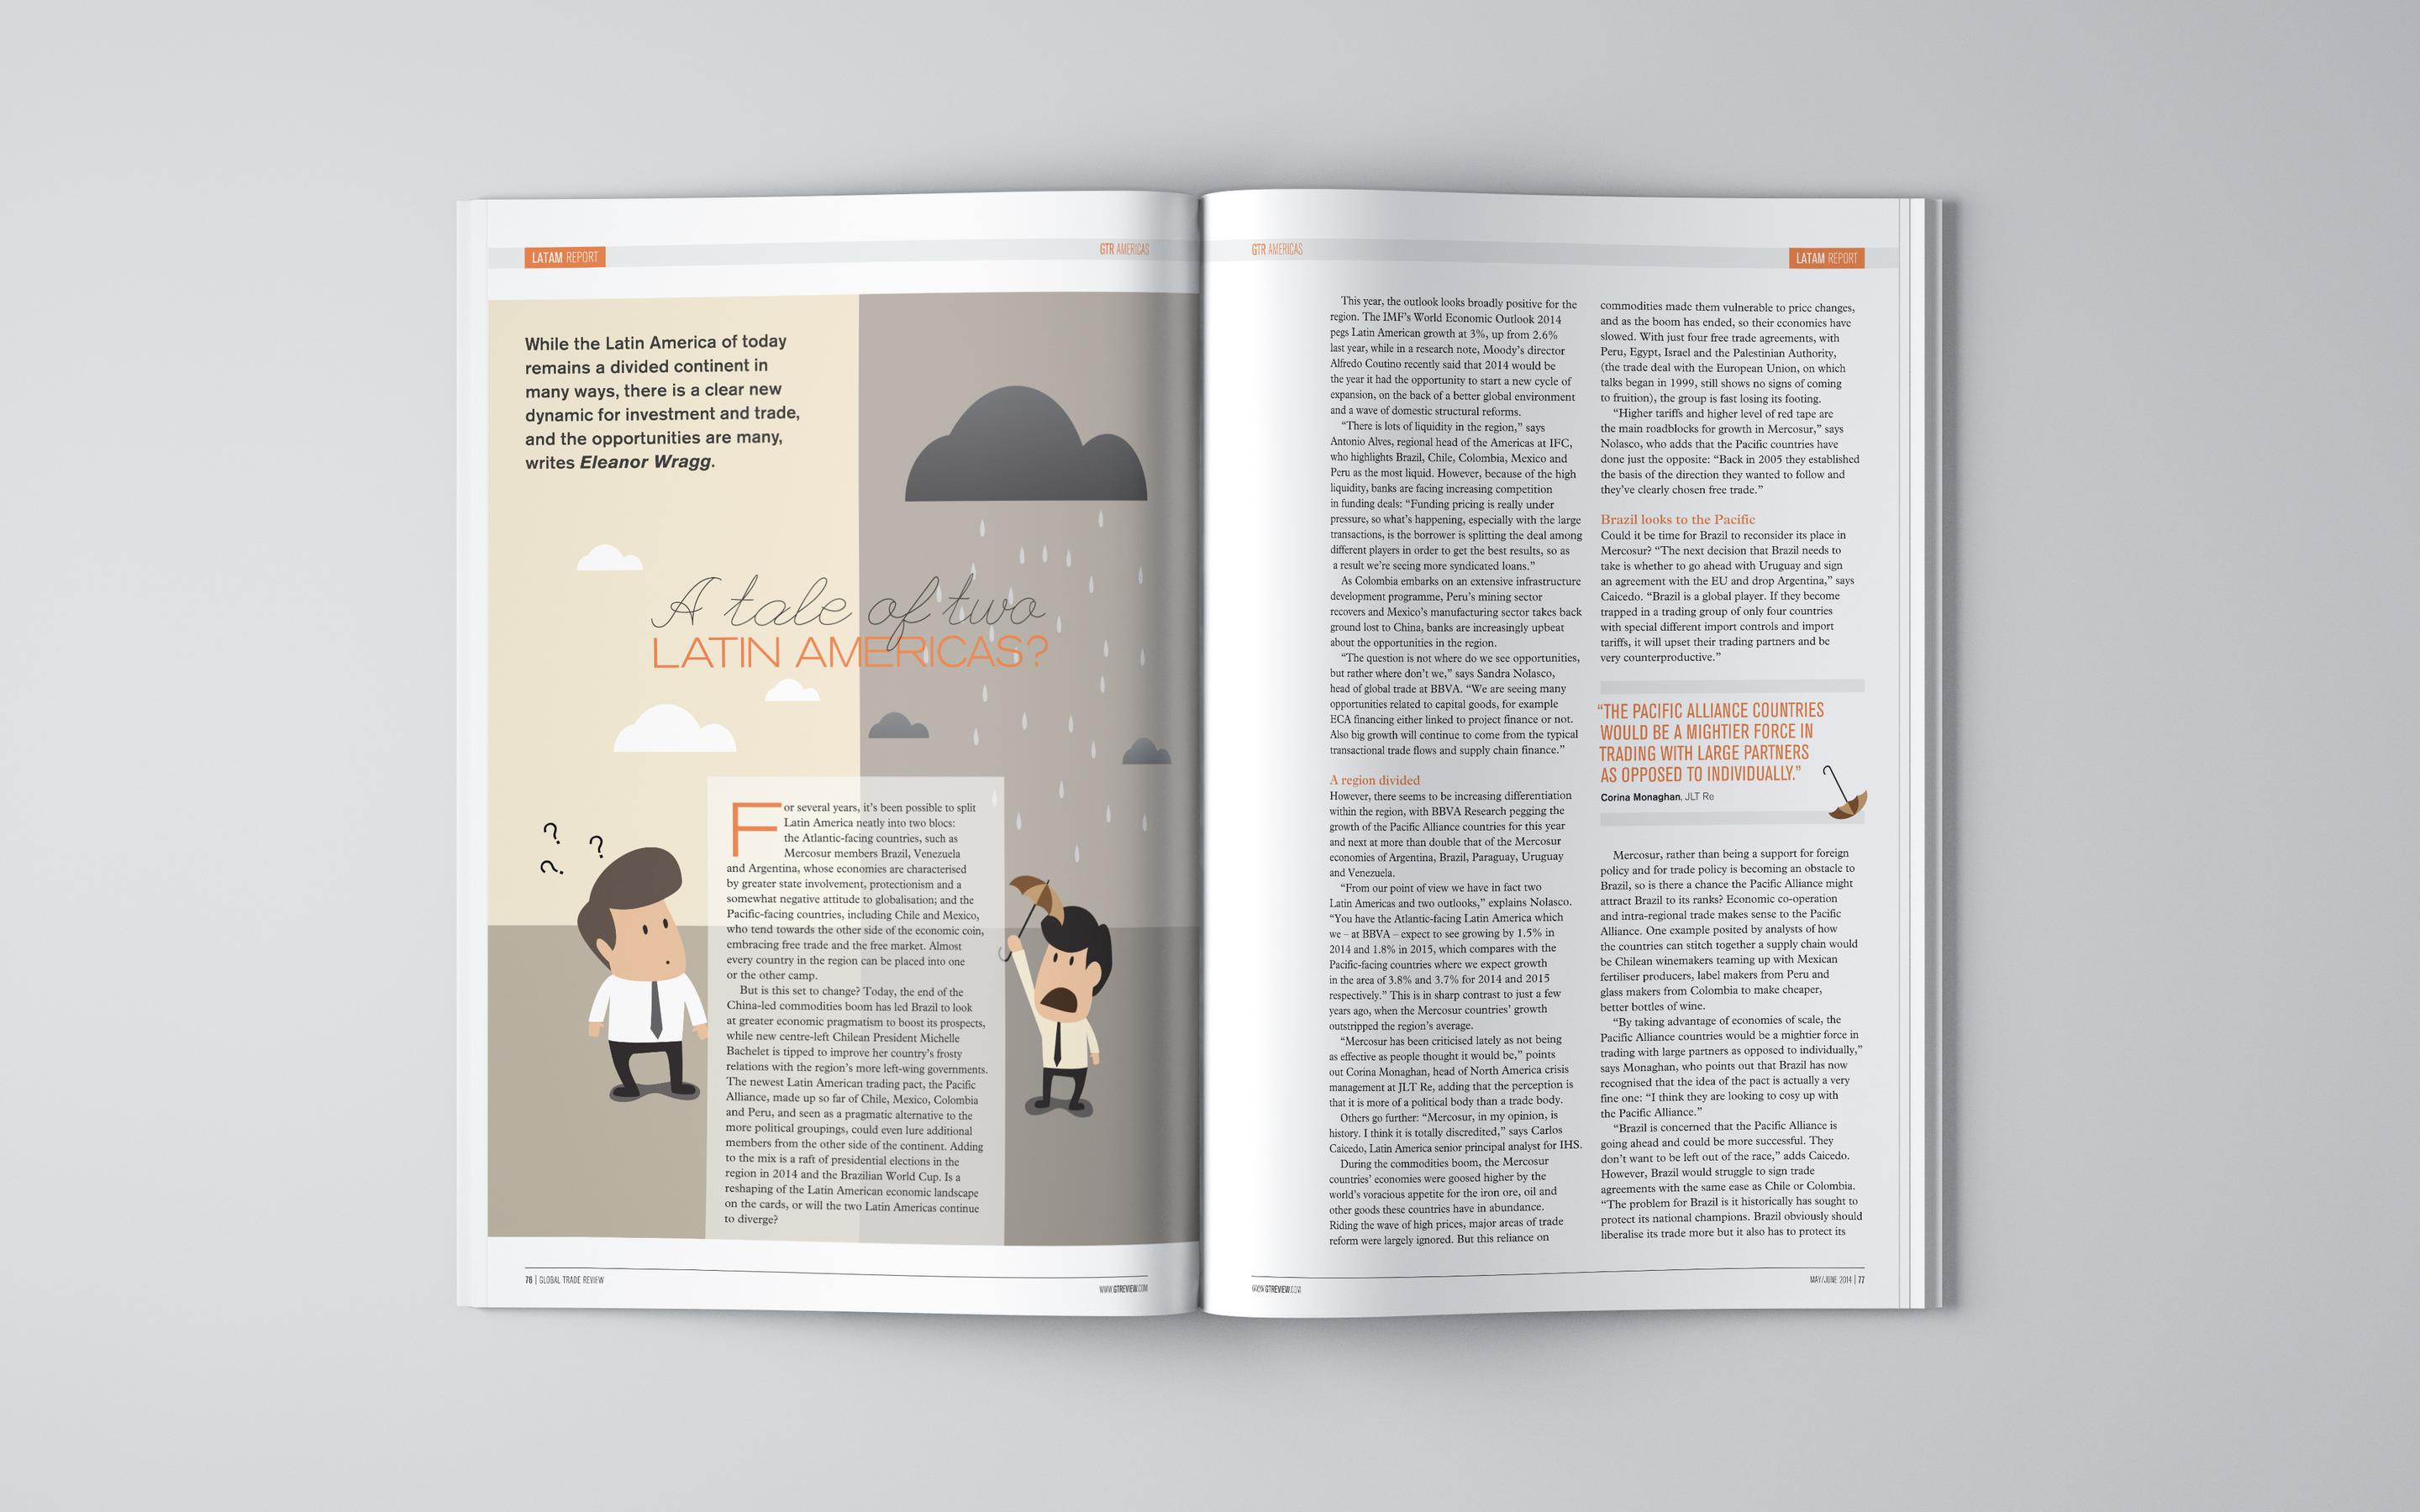 LATAM REPORT
GTR AMERICAS
While the Latin America of today
remains a divided continent in
many ways, there is a clear new
dynamic for investment and trade,
and the opportunities are many,
writes Eleanor Wragg.
A tale of two
LATIN AMERICAS?
? ? ?
For several years, it's been possible to split
Latin America neatly into two blocs:
the Atlantic-facing countries, such as
Mercosur members Brazil, Venezuela
and Argentina, whose economies are characterised
by greater state involvement, protectionism and a
somewhat negative attitude to globalisation; and the
Pacific-facing countries, including Chile and Mexico,
who tend towards the other side of the economic coin,
embracing free trade and the free market. Almost
every country in the region can be placed into one
or the other camp.
But is this set to change? Today, the end of the
China-led commodities boom has led Brazil to look
at greater economic pragmatism to boost its prospects,
while new centre-left Chilean President Michelle
Bachelet is tipped to improve her country's frosty
relations with the region's more left-wing governments.
The newest Latin American trading pact, the Pacific
Alliance, made up so far of Chile, Mexico, Colombia
and Peru, and seen as a pragmatic alternative to the
more political groupings, could even lure additional
members from the other side of the continent. Adding
to the mix is a raft of presidential elections in the
region in 2014 and the Brazilian World Cup. Is a
reshaping of the Latin American economic landscape
on the cards, or will the two Latin Americas continue
to diverge?
76 | GLOBAL TRADE REVIEW
WWW.GTREVIEW.COM
GTR AMERICAS
LATAM REPORT
This year, the outlook looks broadly positive for the
region. The IMF's World Economic Outlook 2014
pegs Latin American growth at 3%, up from 2.6%
last year, while in a research note, Moody's director
Alfredo Coutino recently said that 2014 would be
the year it had the opportunity to start a new cycle of
expansion, on the back of a better global environment
and a wave of domestic structural reforms.
"There is lots of liquidity in the region," says
Antonio Alves, regional head of the Americas at IFC,
who highlights Brazil, Chile, Colombia, Mexico and
Peru as the most liquid. However, because of the high
liquidity, banks are facing increasing competition
in funding deals: "Funding pricing is really under
pressure, so what's happening, especially with the large
transactions, is the borrower is splitting the deal among
different players in order to get the best results, so as
a result we're seeing more syndicated loans."
As Colombia embarks on an extensive infrastructure
development programme, Peru's mining sector
recovers and Mexico's manufacturing sector takes back
ground lost to China, banks are increasingly upbeat
about the opportunities in the region.
"The question is not where do we see opportunities,
but rather where don't we," says Sandra Nolasco,
head of global trade at BBVA. "We are seeing many
opportunities related to capital goods, for example
ECA financing either linked to project finance or not.
Also big growth will continue to come from the typical
transactional trade flows and supply chain finance."
A region divided
However, there seems to be increasing differentiation
within the region, with BBVA Research pegging the
growth of the Pacific Alliance countries for this year
and next at more than double that of the Mercosur
economies of Argentina, Brazil, Paraguay, Uruguay
and Venezuela.
"From our point of view we have in fact two
Latin Americas and two outlooks," explains Nolasco.
"You have the Atlantic-facing Latin America which
we – at BBVA – expect to see growing by 1.5% in
2014 and 1.8% in 2015, which compares with the
Pacific-facing countries where we expect growth
in the area of 3.8% and 3.7% for 2014 and 2015
respectively." This is in sharp contrast to just a few
years ago, when the Mercosur countries' growth
outstripped the region's average.
"Mercosur has been criticised lately as not being
as effective as people thought it would be," points
out Corina Monaghan, head of North America crisis
management at JLT Re, adding that the perception is
that it is more of a political body than a trade body.
Others go further: "Mercosur, in my opinion, is
history. I think it is totally discredited," says Carlos
Caicedo, Latin America senior principal analyst for IHS.
During the commodities boom, the Mercosur
countries' economies were goosed higher by the
world's voracious appetite for the iron ore, oil and
other goods these countries have in abundance.
Riding the wave of high prices, major areas of trade
reform were largely ignored. But this reliance on
commodities made them vulnerable to price changes,
and as the boom has ended, so their economies have
slowed. With just four free trade agreements, with
Peru, Egypt, Israel and the Palestinian Authority,
(the trade deal with the European Union, on which
talks began in 1999, still shows no signs of coming
to fruition), the group is fast losing its footing.
"Higher tariffs and higher level of red tape are
the main roadblocks for growth in Mercosur," says
Nolasco, who adds that the Pacific countries have
done just the opposite: "Back in 2005 they established
the basis of the direction they wanted to follow and
they've clearly chosen free trade."
Brazil looks to the Pacific
Could it be time for Brazil to reconsider its place in
Mercosur? "The next decision that Brazil needs to
take is whether to go ahead with Uruguay and sign
an agreement with the EU and drop Argentina," says
Caicedo. "Brazil is a global player. If they become
trapped in a trading group of only four countries
with special different import controls and import
tariffs, it will upset their trading partners and be
very counterproductive."
"THE PACIFIC ALLIANCE COUNTRIES
WOULD BE A MIGHTIER FORCE IN
TRADING WITH LARGE PARTNERS
AS OPPOSED TO INDIVIDUALLY."
Corina Monaghan, JLT Re
Mercosur, rather than being a support for foreign
policy and for trade policy is becoming an obstacle to
Brazil, so is there a chance the Pacific Alliance might
attract Brazil to its ranks? Economic co-operation
and intra-regional trade makes sense to the Pacific
Alliance. One example posited by analysts of how
the countries can stitch together a supply chain would
be Chilean winemakers teaming up with Mexican
fertiliser producers, label makers from Peru and
glass makers from Colombia to make cheaper,
better bottles of wine.
"By taking advantage of economies of scale, the
Pacific Alliance countries would be a mightier force in
trading with large partners as opposed to individually,"
says Monaghan, who points out that Brazil has now
recognised that the idea of the pact is actually a very
fine one: "I think they are looking to cosy up with
the Pacific Alliance."
"Brazil is concerned that the Pacific Alliance is
going ahead and could be more successful. They
don't want to be left out of the race," adds Caicedo.
However, Brazil would struggle to sign trade
agreements with the same ease as Chile or Colombia.
"The problem for Brazil is it historically has sought to
protect its national champions. Brazil obviously should
liberalise its trade more but it also has to protect its
WWW.GTREVIEW.COM
MAY/JUNE 2014 | 77